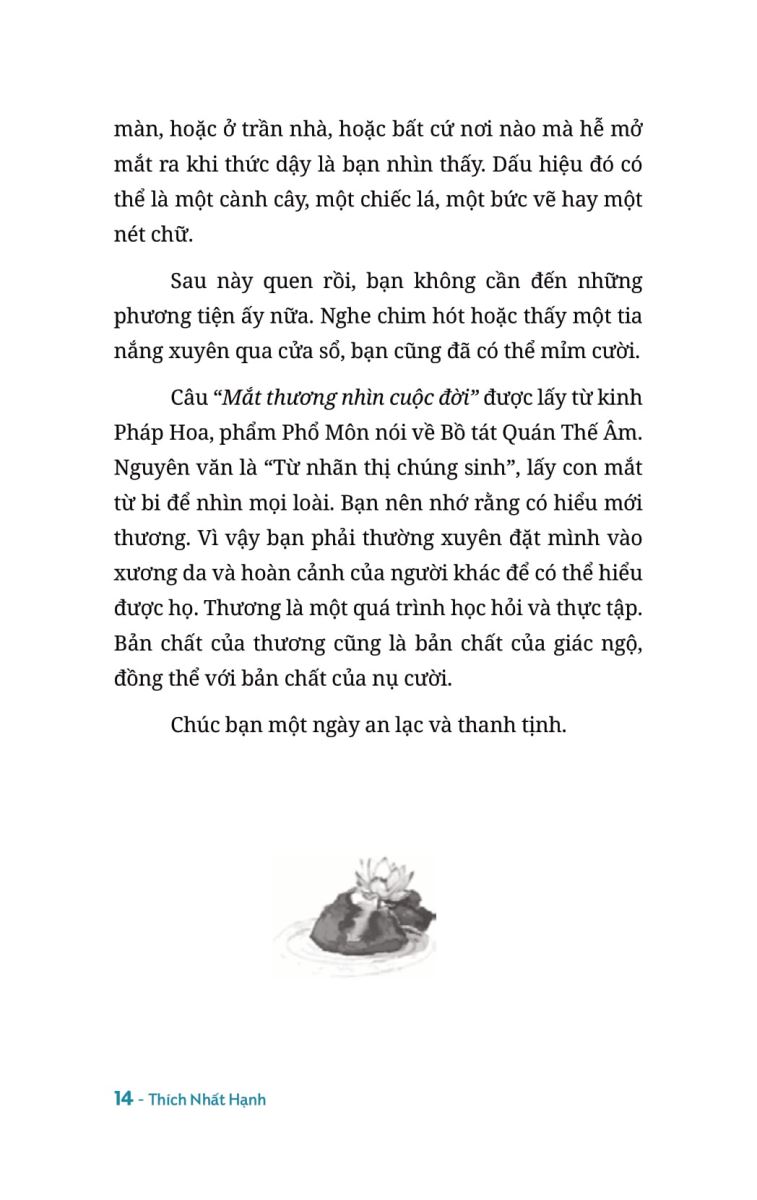 màn, hoặc ở trần nhà, hoặc bất cứ nơi nào mà hễ mở
mắt ra khi thức dậy là bạn nhìn thấy. Dấu hiệu đó có
thể là một cành cây, một chiếc lá, một bức vẽ hay một
nét chữ.
Sau này quen rồi, bạn không cần đến những
phương tiện ấy nữa. Nghe chim hót hoặc thấy một tia
nắng xuyên qua cửa sổ, bạn cũng đã có thể mỉm cười.
Câu “Mắt thương nhìn cuộc đời” được lấy từ kinh
Pháp Hoa, phẩm Phổ Môn nói về Bồ tát Quán Thế Âm.
Nguyên văn là “Từ nhãn thị chúng sinh”, lấy con mắt
từ bi để nhìn mọi loài. Bạn nên nhớ rằng có hiểu mới
thương. Vì vậy bạn phải thường xuyên đặt mình vào
xương da và hoàn cảnh của người khác để có thể hiểu
được họ. Thương là một quá trình học hỏi và thực tập.
Bản chất của thương cũng là bản chất của giác ngộ,
đồng thể với bản chất của nụ cười.
Chúc bạn một ngày an lạc và thanh tịnh.
14 - Thích Nhất Hạnh